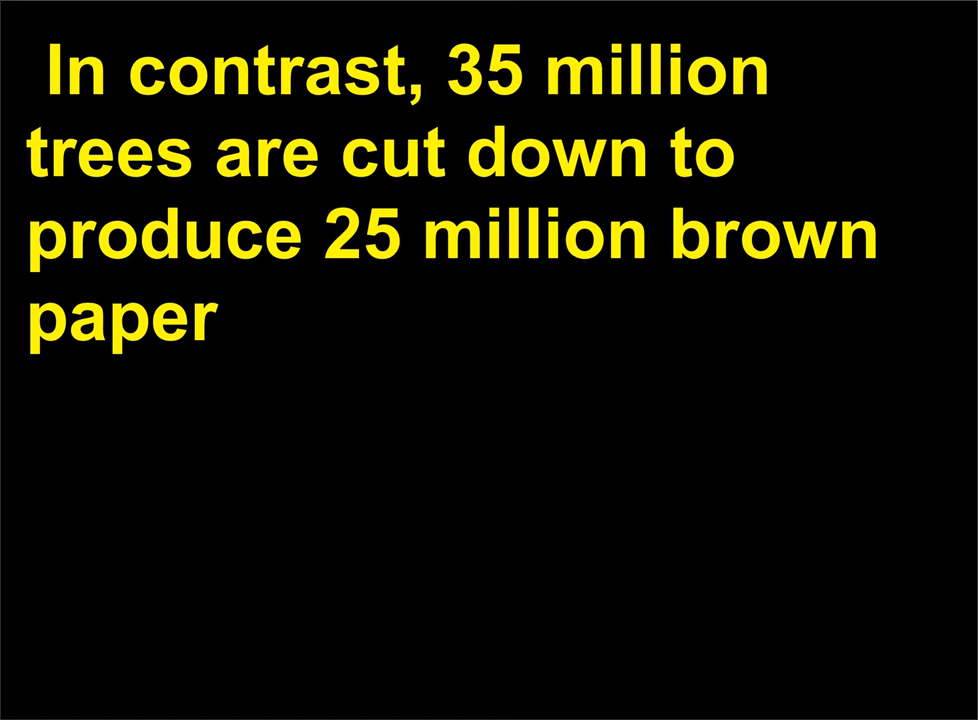 In contrast, 35 million
trees are cut down to
produce 25 million brown
paper